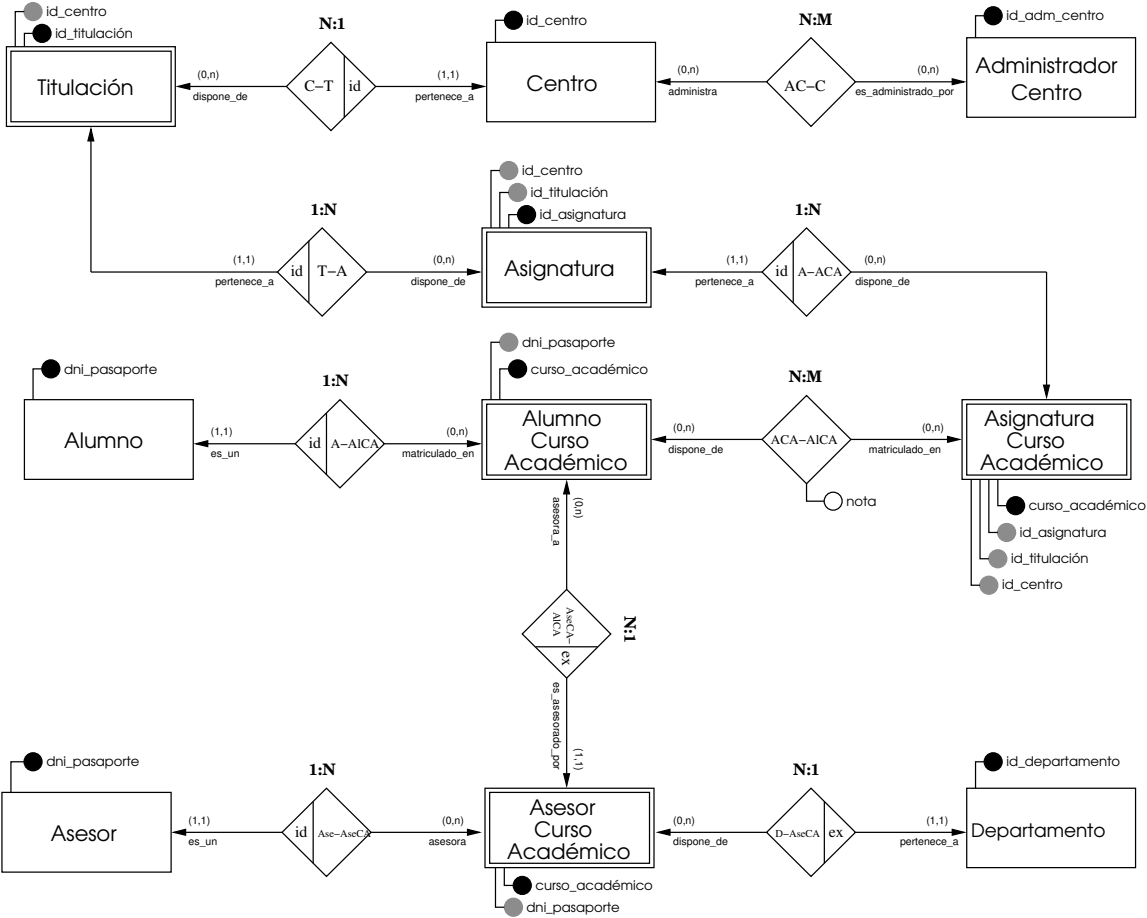 id_centro
id_titulación
Titulación
(0,n)
dispone_de
N:1
C–T
id
(1,1)
pertenece_a
id_centro
Centro
(0,n)
administra
N:M
AC–C
(0,n)
es_administrado_por
id_adm_centro
Administrador
Centro
(1,1)
pertenece_a
1:N
id
T–A
(0,n)
dispone_de
id_centro
id_titulación
id_asignatura
Asignatura
(1,1)
pertenece_a
1:N
id
A–ACA
(0,n)
dispone_de
dni_pasaporte
Alumno
(1,1)
es_un
1:N
id
A–AlCA
(0,n)
matriculado_en
dni_pasaporte
curso_académico
Alumno
Curso
Académico
(0,n)
dispone_de
N:M
ACA–AlCA
nota
(0,n)
matriculado_en
Asignatura
Curso
Académico
curso_académico
id_asignatura
id_titulación
id_centro
(0,n)
asesora_a
AseCA–
AlCA
ex
N:1
es_asesorado_por
(1,1)
dni_pasaporte
Asesor
(1,1)
es_un
1:N
id
Ase–AseCA
(0,n)
asesora
Asesor
Curso
Académico
curso_académico
dni_pasaporte
(0,n)
dispone_de
N:1
D–AseCA
ex
(1,1)
pertenece_a
id_departamento
Departamento